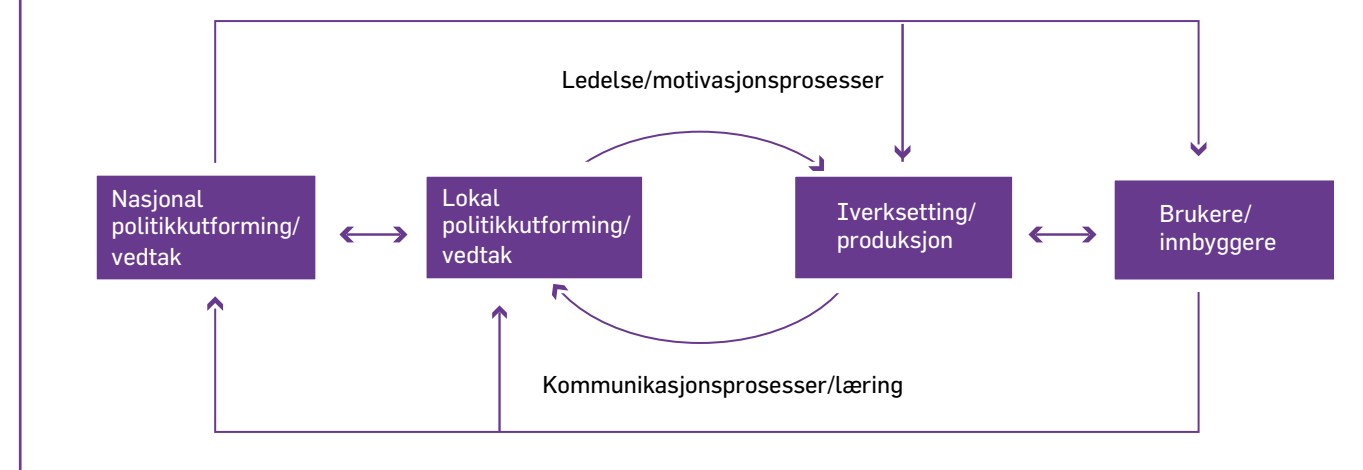 Ledelse/motivasjonsprosesser
Nasjonal
politikkutforming/
vedtak
Lokal
politikkutforming/
vedtak
Iverksetting/
produksjon
Brukere/
innbyggere
Kommunikasjonsprosesser/læring